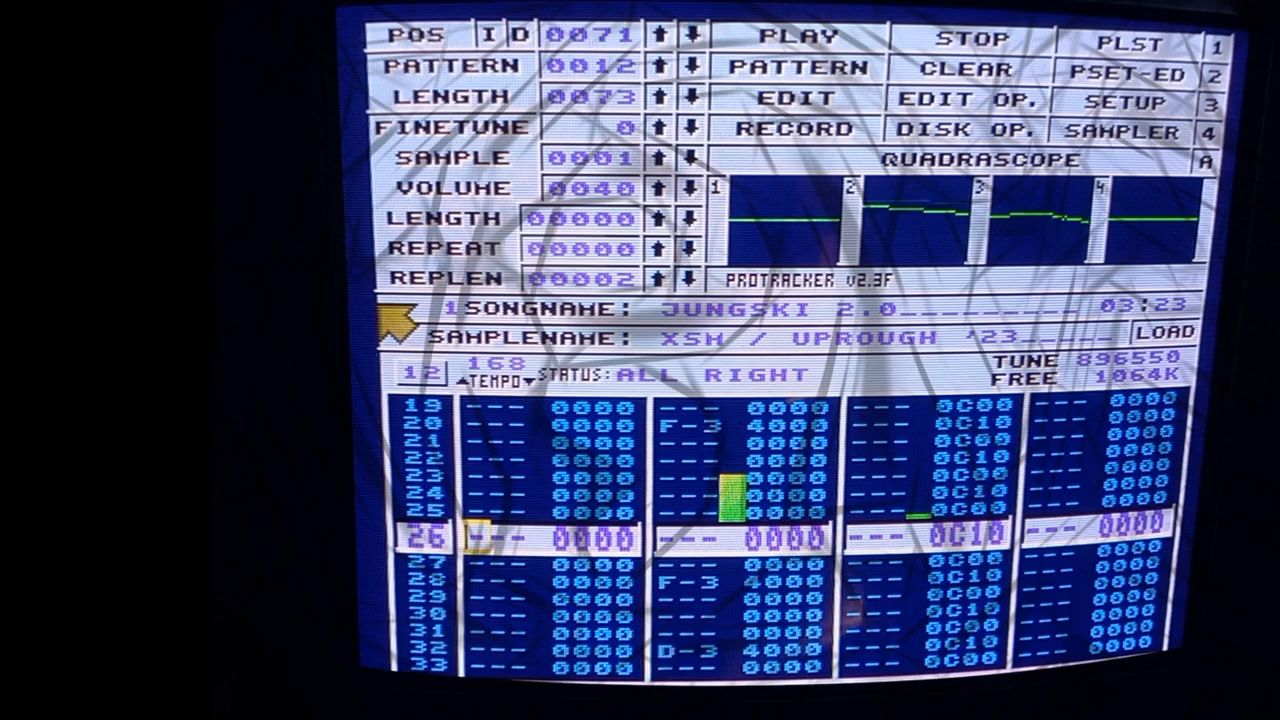 POS I D 0071 PLAY STOP PLST 1
PATTERN 0012 PATTERN CLEAR PSET-ED 2
LENGTH 0073 EDIT EDIT OP. SETUP 3
FINETUNE 0 RECORD DISK OP. SAMPLER 4
SAMPLE 0001 QUADRASCOPE A
VOLUME 0040 1 2 3 4
LENGTH 00000
REPEAT 00000
REPLEN 00002 PROTRACKER v2.3F
1 SONGNAME: JUNGSKI 2.0_________ 03:23
SAMPLENAME: XSM / UPROUGH '23_____ LOAD
12 168 TEMPO STATUS: ALL RIGHT TUNE 896550
FREE 1064K
19 --- 0000 --- 0000 --- 0C00 --- 0000
20 --- 0000 F-3 4000 --- 0C10 --- 0000
21 --- 0000 --- 0000 --- 0C00 --- 0000
22 --- 0000 --- 0000 --- 0C10 --- 0000
23 --- 0000 --- 0000 --- 0C00 --- 0000
24 --- 0000 --- 0000 --- 0C10 --- 0000
25 --- 0000 --- 0000 --- 0C00 --- 0000
26 --- 0000 --- 0000 --- 0C10 --- 0000
27 --- 0000 --- 0000 --- 0C00 --- 0000
28 --- 0000 F-3 4000 --- 0C10 --- 0000
29 --- 0000 --- 0000 --- 0C00 --- 0000
30 --- 0000 --- 0000 --- 0C10 --- 0000
31 --- 0000 --- 0000 --- 0C00 --- 0000
32 --- 0000 D-3 4000 --- 0C10 --- 0000
33 --- 0000 --- 0000 --- 0C00